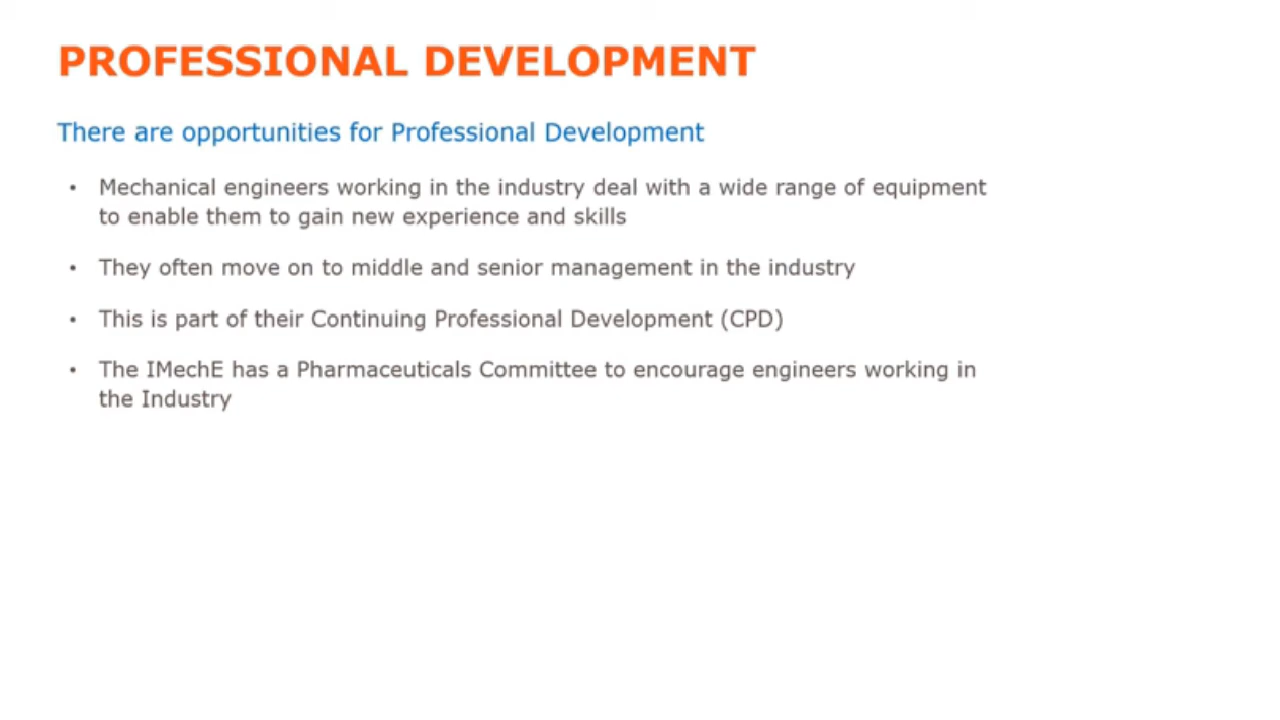 PROFESSIONAL DEVELOPMENT
There are opportunities for Professional Development
• Mechanical engineers working in the industry deal with a wide range of equipment
to enable them to gain new experience and skills
• They often move on to middle and senior management in the industry
• This is part of their Continuing Professional Development (CPD)
• The IMechE has a Pharmaceuticals Committee to encourage engineers working in
the Industry